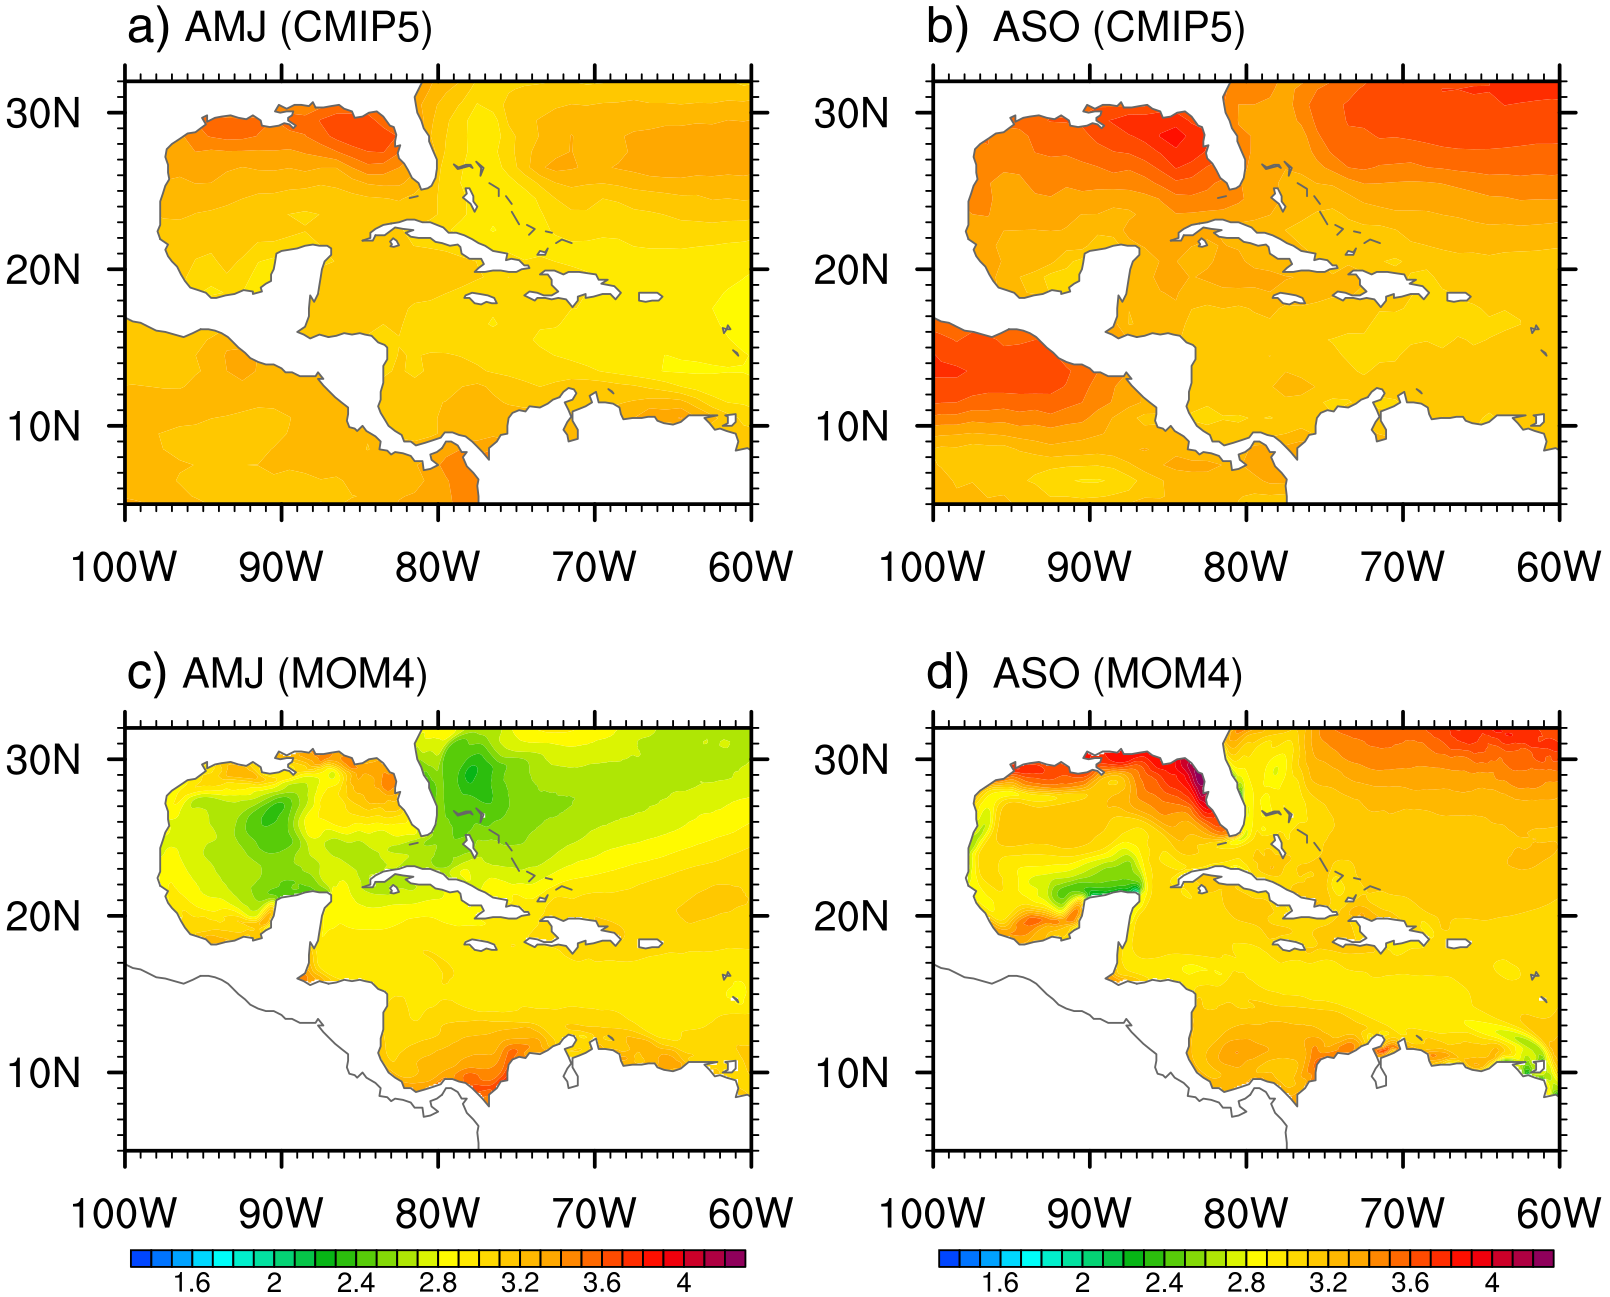 a) AMJ (CMIP5)
b) ASO (CMIP5)
30N
20N
10N
100W 90W 80W 70W 60W
30N
20N
10N
100W 90W 80W 70W 60W
c) AMJ (MOM4)
d) ASO (MOM4)
30N
20N
10N
100W 90W 80W 70W 60W
30N
20N
10N
100W 90W 80W 70W 60W
1.6 2 2.4 2.8 3.2 3.6 4
1.6 2 2.4 2.8 3.2 3.6 4